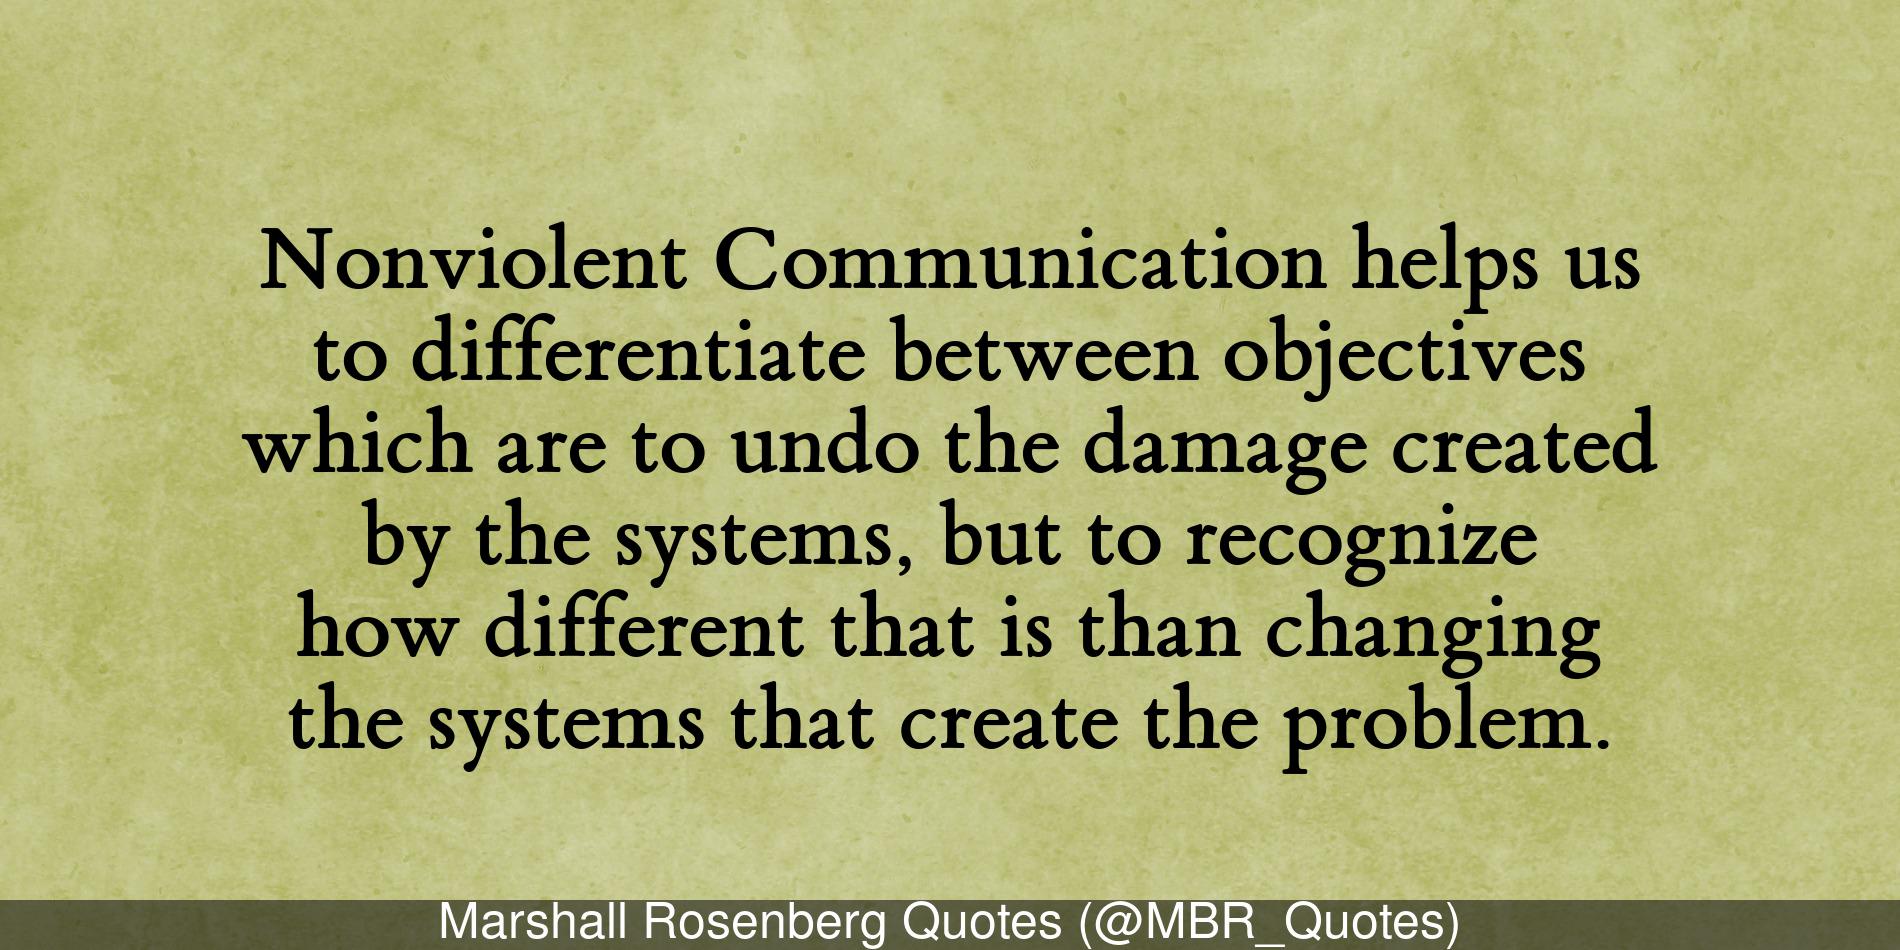 Nonviolent Communication helps us
to differentiate between objectives
which are to undo the damage created
by the systems, but to recognize
how different that is than changing
the systems that create the problem.
Marshall Rosenberg Quotes (@MBR_Quotes)